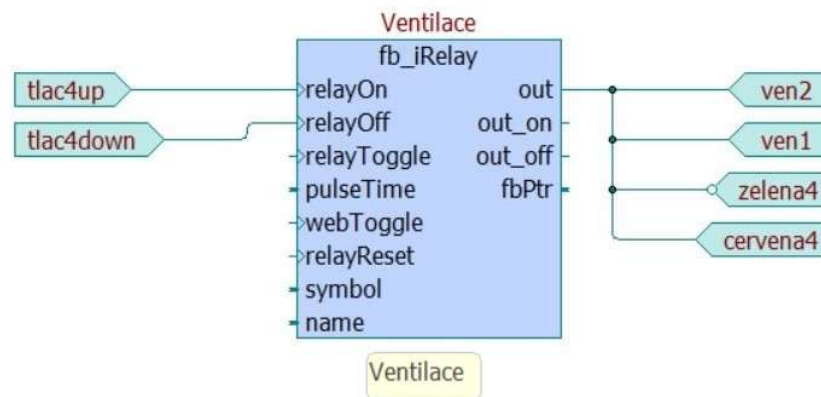 Ventilace
fb_iRelay
tlac4up
relayOn
out
ven2
tlac4down
relayOff
out_on
ven1
relayToggle
out_off
pulseTime
fbPtr
zelena4
webToggle
cervena4
relayReset
symbol
name
Ventilace